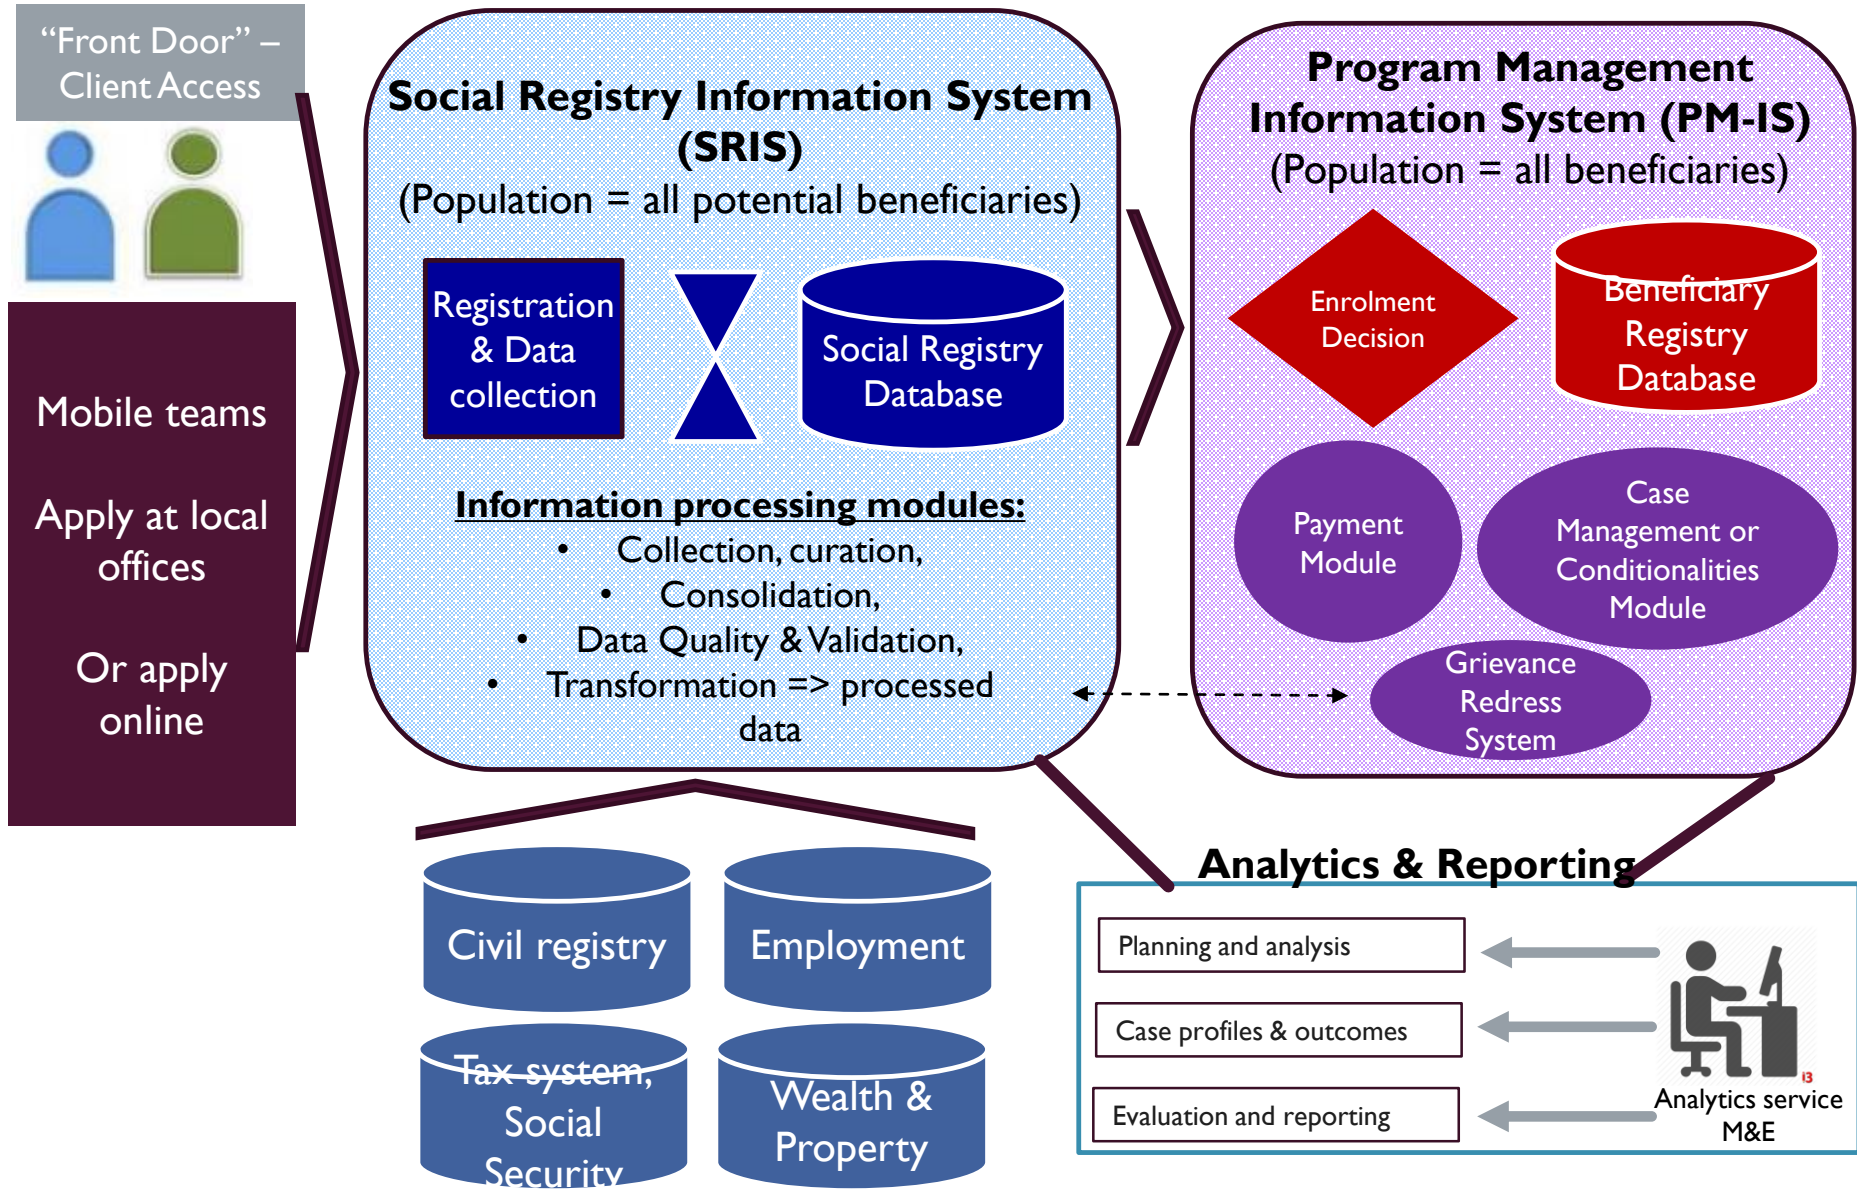 “Front Door” –
Client Access
Mobile teams
Apply at local
offices
Or apply
online
Social Registry Information System
(SRIS)
(Population = all potential beneficiaries)
Registration
& Data
collection
Social Registry
Database
Information processing modules:
• Collection, curation,
• Consolidation,
• Data Quality & Validation,
• Transformation => processed
data
Program Management
Information System (PM-IS)
(Population = all beneficiaries)
Enrolment
Decision
Beneficiary
Registry
Database
Payment
Module
Case
Management or
Conditionalities
Module
Grievance
Redress
System
Civil registry
Employment
Tax system,
Social
Security
Wealth &
Property
Analytics & Reporting
Planning and analysis
Case profiles & outcomes
Evaluation and reporting
13
Analytics service
M&E